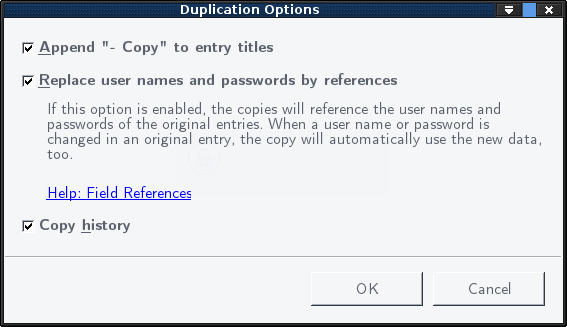 Duplication Options
Append "- Copy" to entry titles
Replace user names and passwords by references
If this option is enabled, the copies will reference the user names and
passwords of the original entries. When a user name or password is
changed in an original entry, the copy will automatically use the new data,
too.
Help: Field References
Copy history
OK
Cancel